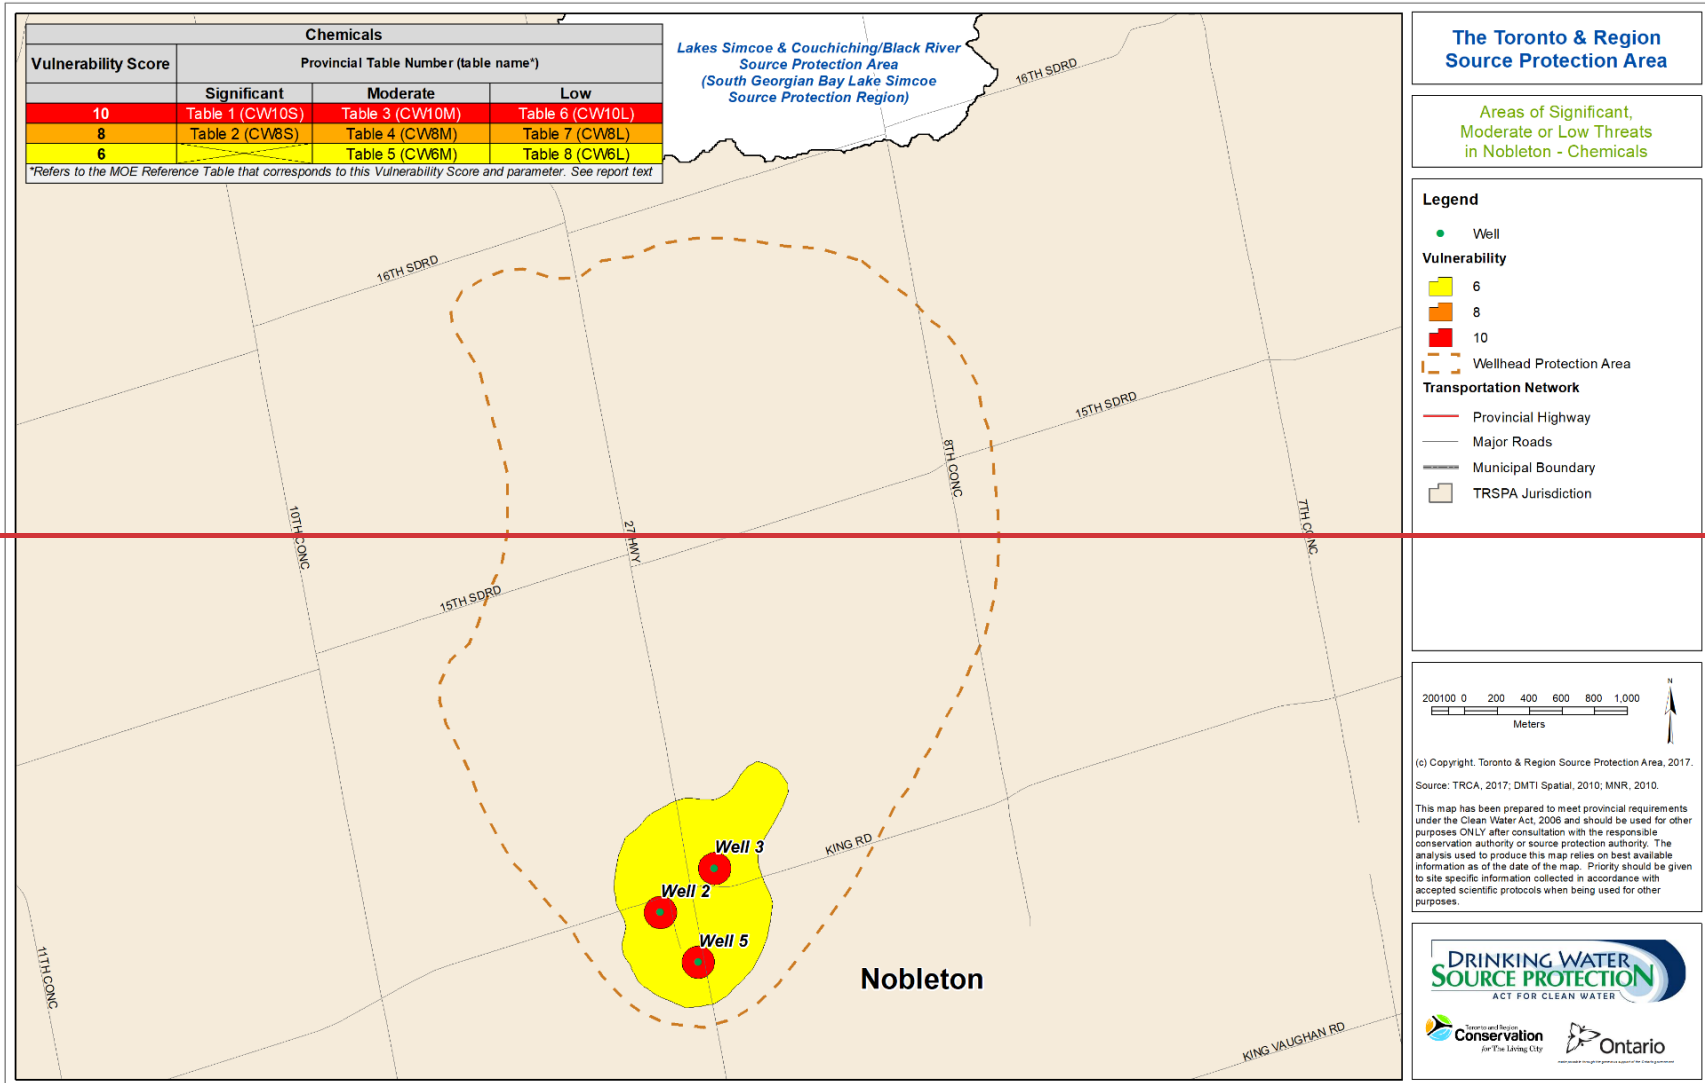 Chemicals
Vulnerability Score
Provincial Table Number (table name*)
Significant Moderate Low
10 Table 1 (CW10S) Table 3 (CW10M) Table 6 (CW10L)
8 Table 2 (CW8S) Table 4 (CW8M) Table 7 (CW8L)
6 Table 5 (CW6M) Table 8 (CW6L)
*Refers to the MOE Reference Table that corresponds to this Vulnerability Score and parameter. See report text
Lakes Simcoe & Couchiching/Black River
Source Protection Area
(South Georgian Bay Lake Simcoe
Source Protection Region)
16TH SDRD
16TH SDRD
15TH SDRD
8TH CONC
10TH CONC
27 HWY
7TH CONC
15TH SDRD
KING RD
Well 3
Well 2
Well 5
Nobleton
11TH CONC
KING VAUGHAN RD
The Toronto & Region
Source Protection Area
Areas of Significant,
Moderate or Low Threats
in Nobleton - Chemicals
Legend
Well
Vulnerability
6
8
10
Wellhead Protection Area
Transportation Network
Provincial Highway
Major Roads
Municipal Boundary
TRSPA Jurisdiction
200100 0 200 400 600 800 1,000
Meters
N
(c) Copyright. Toronto & Region Source Protection Area, 2017.
Source: TRCA, 2017; DMTI Spatial, 2010; MNR, 2010.
This map has been prepared to meet provincial requirements
under the Clean Water Act, 2006 and should be used for other
purposes ONLY after consultation with the responsible
conservation authority or source protection authority. The
analysis used to produce this map relies on best available
information as of the date of the map. Priority should be given
to site specific information collected in accordance with
accepted scientific protocols when being used for other
purposes.
DRINKING WATER
SOURCE PROTECTION
ACT FOR CLEAN WATER
Toronto and Region
Conservation
for The Living City
Ontario